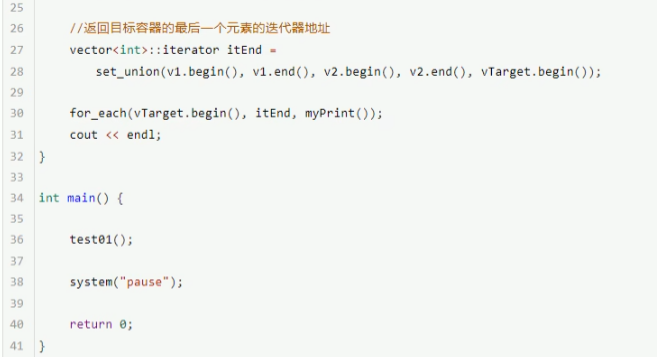 25
26 //返回目标容器的最后一个元素的迭代器地址
27 vector<int>::iterator itEnd =
28 set_union(v1.begin(), v1.end(), v2.begin(), v2.end(), vTarget.begin());
29
30 for_each(vTarget.begin(), itEnd, myPrint());
31 cout << endl;
32 }
33
34 int main() {
35
36 test01();
37
38 system("pause");
39
40 return 0;
41 }